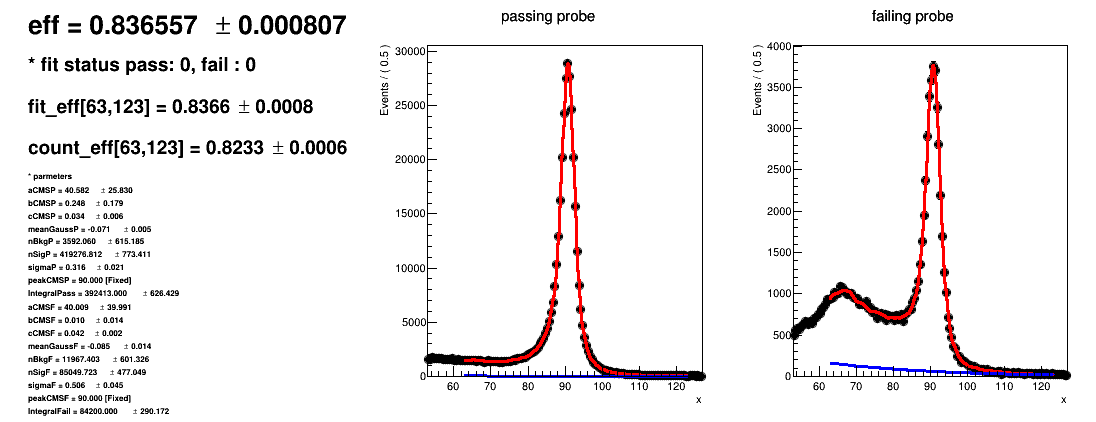 eff = 0.836557 ± 0.000807
* fit status pass: 0, fail : 0
fit_eff[63,123] = 0.8366 ± 0.0008
count_eff[63,123] = 0.8233 ± 0.0006
* parmeters
aCMSP = 40.582 ± 25.830
bCMSP = 0.248 ± 0.179
cCMSP = 0.034 ± 0.006
meanGaussP = -0.071 ± 0.005
nBkgP = 3592.060 ± 615.185
nSigP = 419276.812 ± 773.411
sigmaP = 0.316 ± 0.021
peakCMSP = 90.000 [Fixed]
IntegralPass = 392413.000 ± 626.429
aCMSF = 40.009 ± 39.991
bCMSF = 0.010 ± 0.014
cCMSF = 0.042 ± 0.002
meanGaussF = -0.085 ± 0.014
nBkgF = 11967.403 ± 601.326
nSigF = 85049.723 ± 477.049
sigmaF = 0.506 ± 0.045
peakCMSF = 90.000 [Fixed]
IntegralFail = 84200.000 ± 290.172
passing probe
Events / ( 0.5 )
30000
25000
20000
15000
10000
5000
0
60 70 80 90 100 110 120
x
failing probe
Events / ( 0.5 )
4000
3500
3000
2500
2000
1500
1000
500
0
60 70 80 90 100 110 120
x